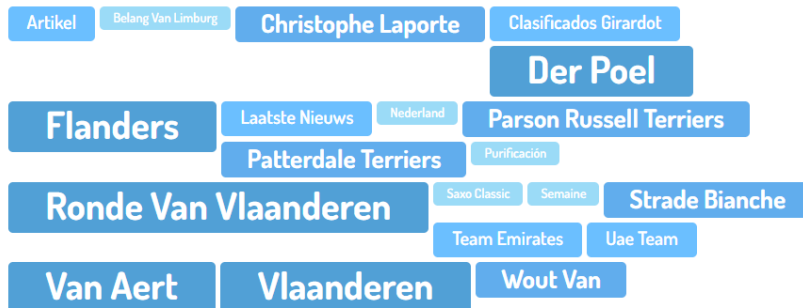 Artikel
Belang Van Limburg
Christophe Laporte
Clasificados Girardot
Der Poel
Flanders
Laatste Nieuws
Nederland
Parson Russell Terriers
Patterdale Terriers
Purificación
Ronde Van Vlaanderen
Saxo Classic
Semaine
Strade Bianche
Team Emirates
Uae Team
Van Aert
Vlaanderen
Wout Van